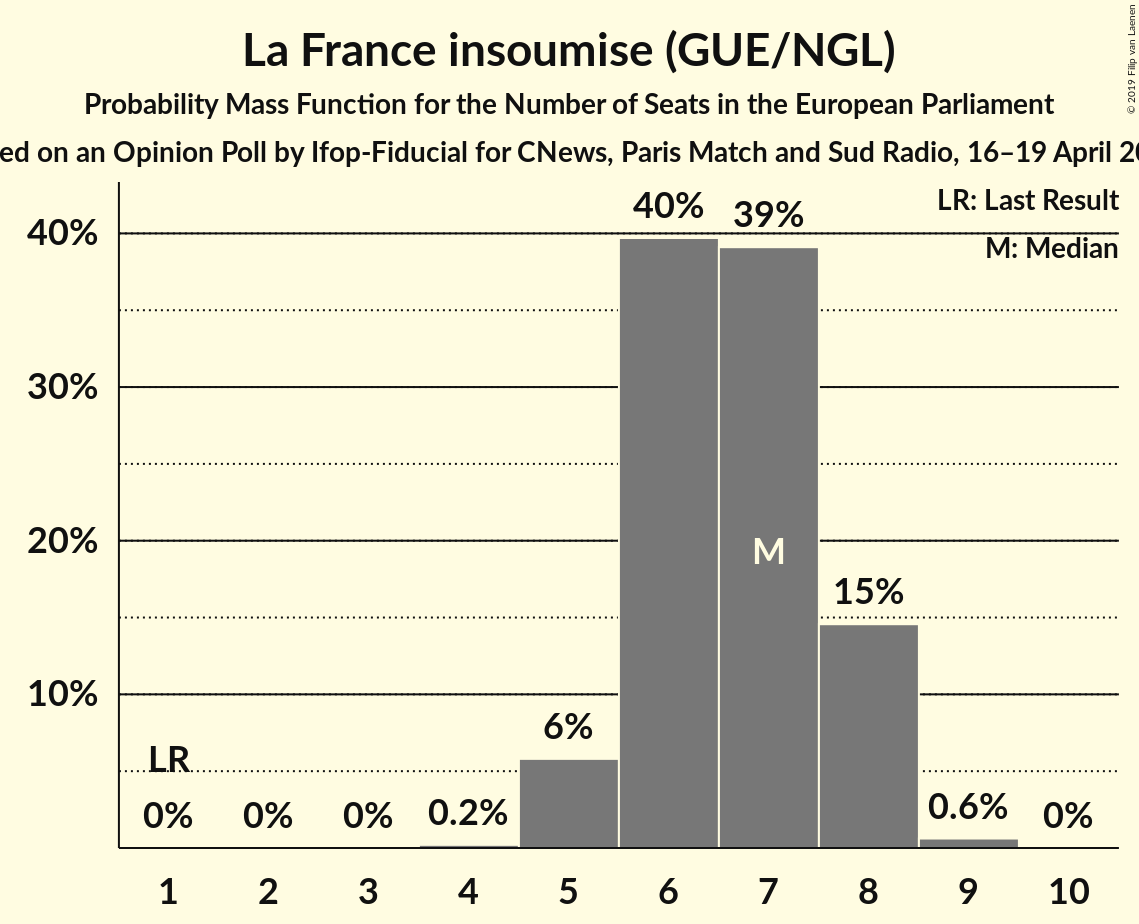 La France insoumise (GUE/NGL)
Probability Mass Function for the Number of Seats in the European Parliament
ed on an Opinion Poll by Ifop-Fiducial for CNews, Paris Match and Sud Radio, 16–19 April 20
© 2019 Filip van Laenen
LR: Last Result
M: Median
40%
30%
20%
10%
LR
0%
0%
0%
0.2%
6%
40%
39%
M
15%
0.6%
0%
1 2 3 4 5 6 7 8 9 10